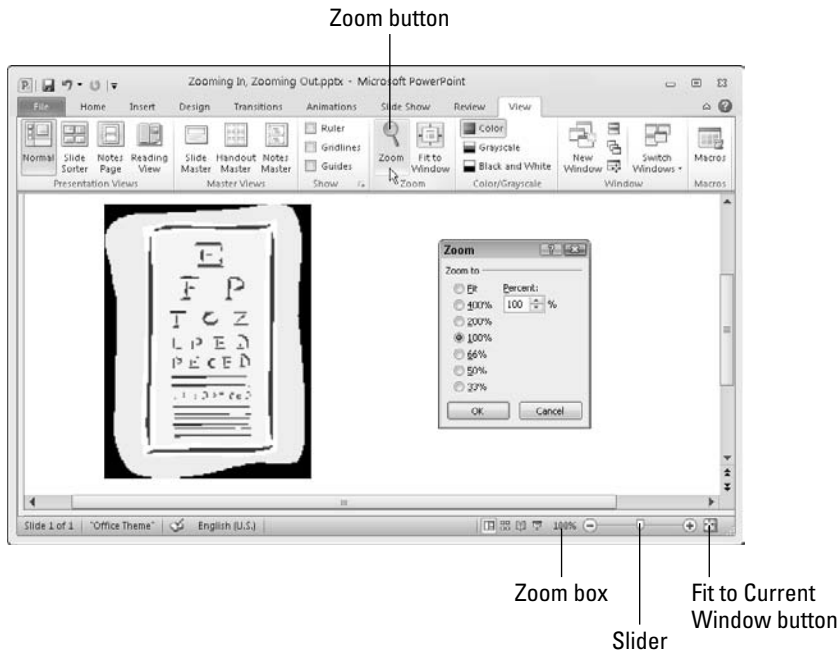 Zoom button
Zooming In, Zooming Out.pptx - Microsoft PowerPoint
File Home Insert Design Transitions Animations Slide Show Review View
Normal Slide Sorter Notes Page Reading View Slide Master Handout Master Notes Master Ruler Gridlines Guides Zoom Fit to Window Color Grayscale Black and White New Window Switch Windows Macros
Presentation Views Master Views Show Zoom Color/Grayscale Window Macros
E
F P
T C Z
L P E D
P E C E D
Zoom
Zoom to
Fit Percent:
400% 100 %
200%
100%
66%
50%
33%
OK Cancel
Slide 1 of 1 "Office Theme" English (U.S.) 100%
Zoom box
Fit to Current
Window button
Slider